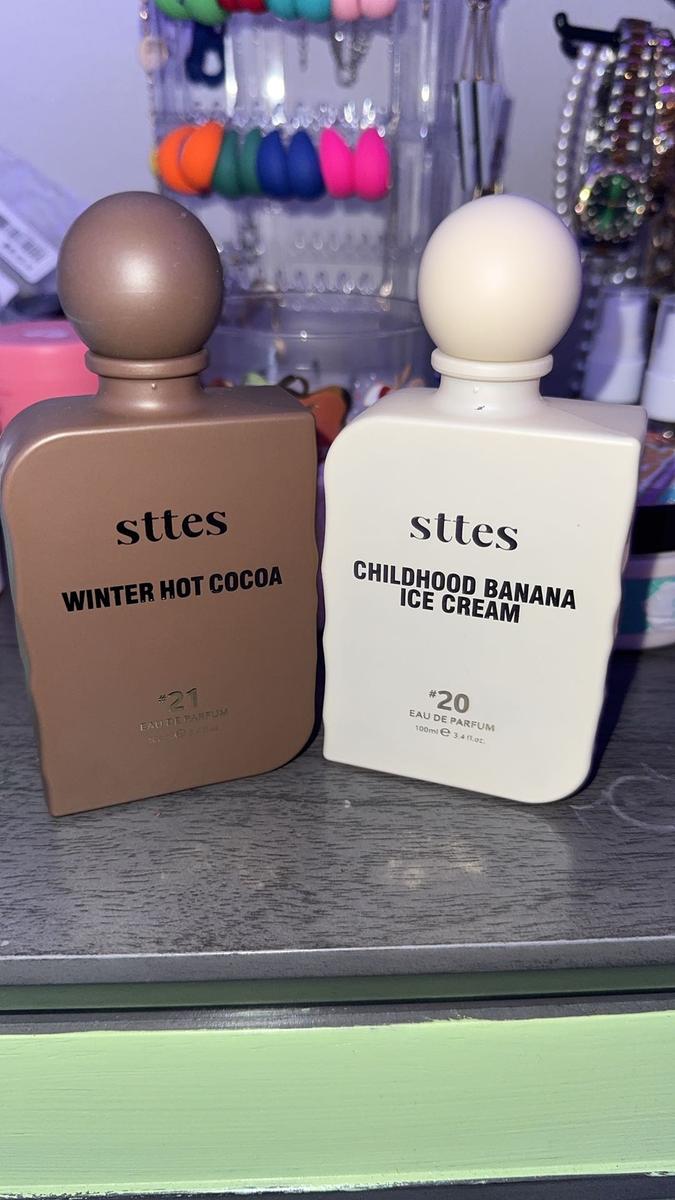 sttes
WINTER HOT COCOA
#21
EAU DE PARFUM
sttes
CHILDHOOD BANANA
ICE CREAM
#20
EAU DE PARFUM
100ml ℮ 3.4 fl.oz.